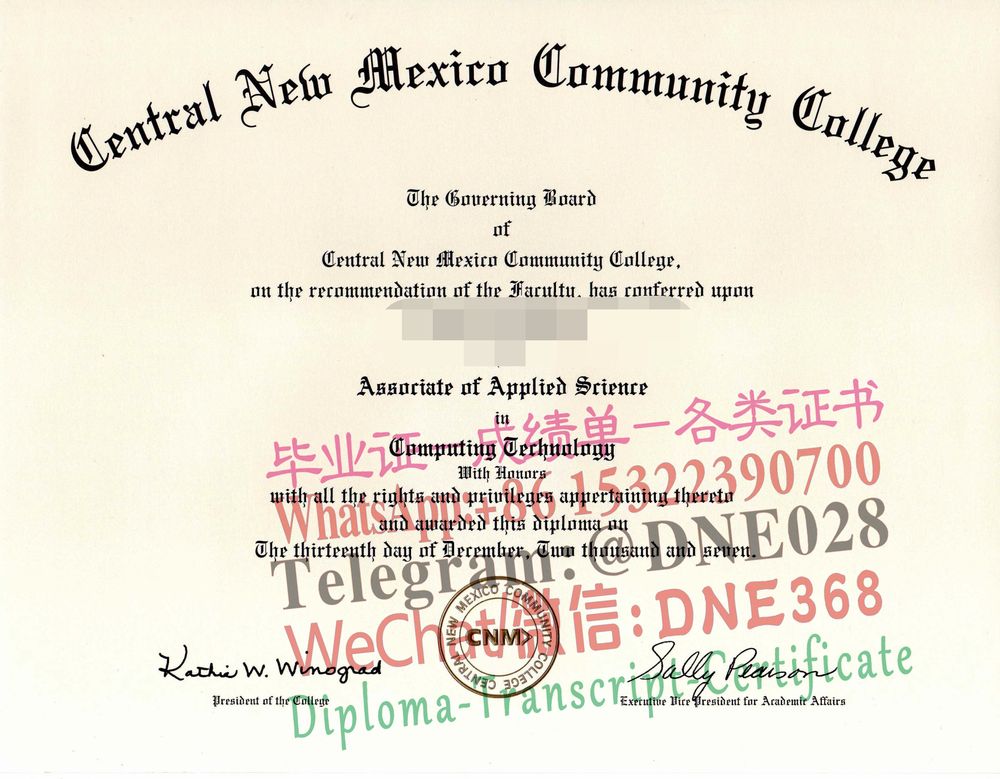 Central New Mexico Community College
The Governing Board
of
Central New Mexico Community College,
on the recommendation of the Faculty, has conferred upon
Associate of Applied Science
in
Computing Technology
With Honors
with all the rights and privileges appertaining thereto
and awarded this diploma on
The thirteenth day of December, Two thousand and seven.
毕业证一成绩单一各类证书
WhatsApp:+86 15322390700
Telegram:@DNE028
WeChat/微信:DNE368
Diploma-Transcript-Certificate
CENTRAL NEW MEXICO COMMUNITY COLLEGE
CNM
Kathie W. Winograd
President of the College
Sally Pearson
Executive Vice President for Academic Affairs